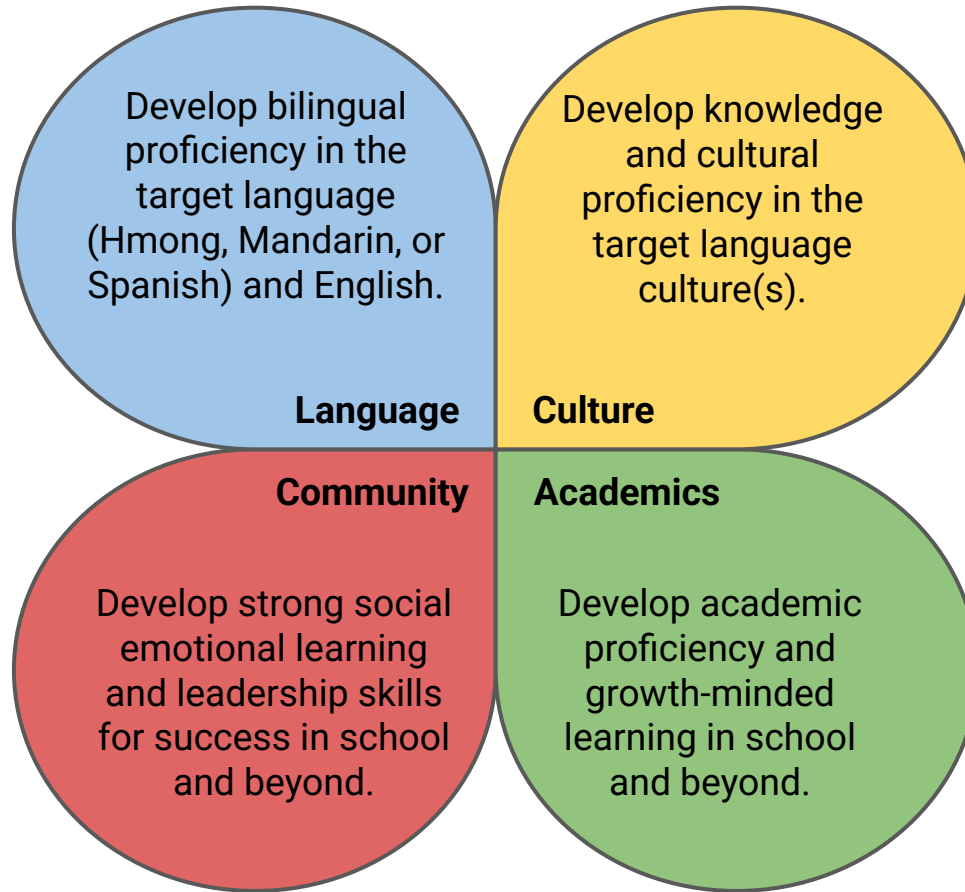 Develop bilingual
proficiency in the
target language
(Hmong, Mandarin, or
Spanish) and English.
Language
Develop knowledge
and cultural
proficiency in the
target language
culture(s).
Culture
Community
Develop strong social
emotional learning
and leadership skills
for success in school
and beyond.
Academics
Develop academic
proficiency and
growth-minded
learning in school
and beyond.